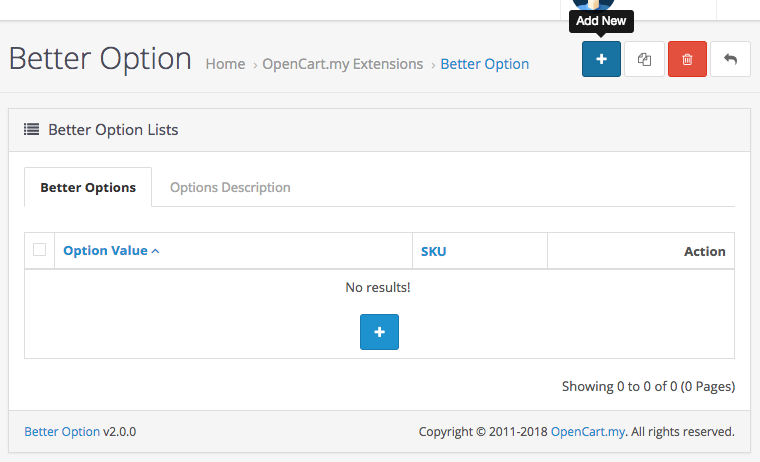 Add New
Better Option Home › OpenCart.my Extensions › Better Option
Better Option Lists
Better Options Options Description
Option Value SKU Action
No results!
Showing 0 to 0 of 0 (0 Pages)
Better Option v2.0.0 Copyright © 2011-2018 OpenCart.my. All rights reserved.